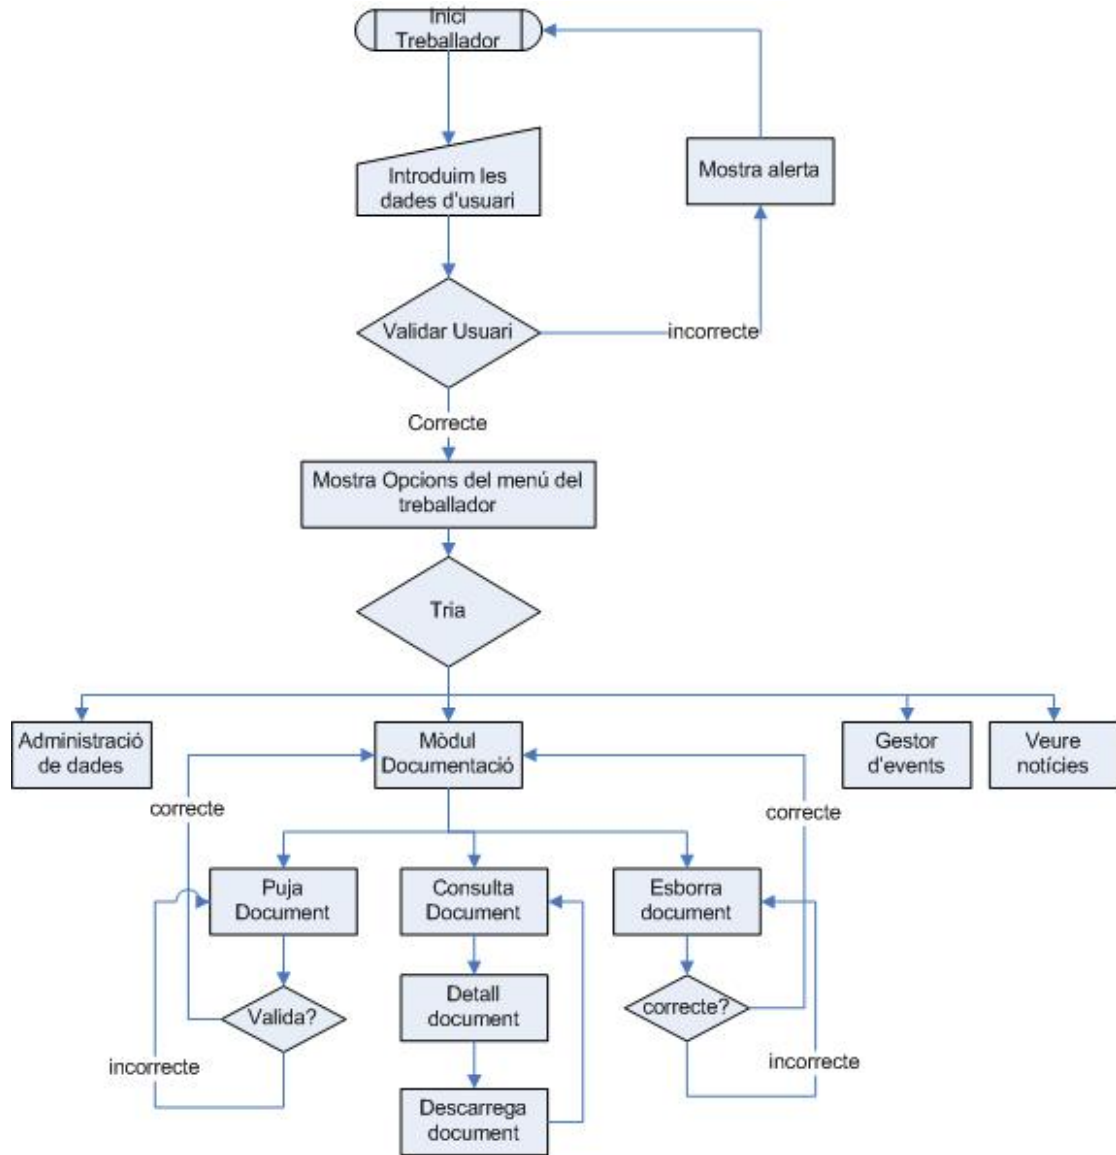 Inici
Treballador
Introduim les
dades d'usuari
Mostra alerta
Validar Usuari
incorrecte
Correcte
Mostra Opcions del menú del
treballador
Tria
Administració
de dades
Mòdul
Documentació
Gestor
d'events
Veure
notícies
correcte
correcte
Puja
Document
Consulta
Document
Esborra
document
Valida?
Detall
document
correcte?
incorrecte
incorrecte
Descarrega
document